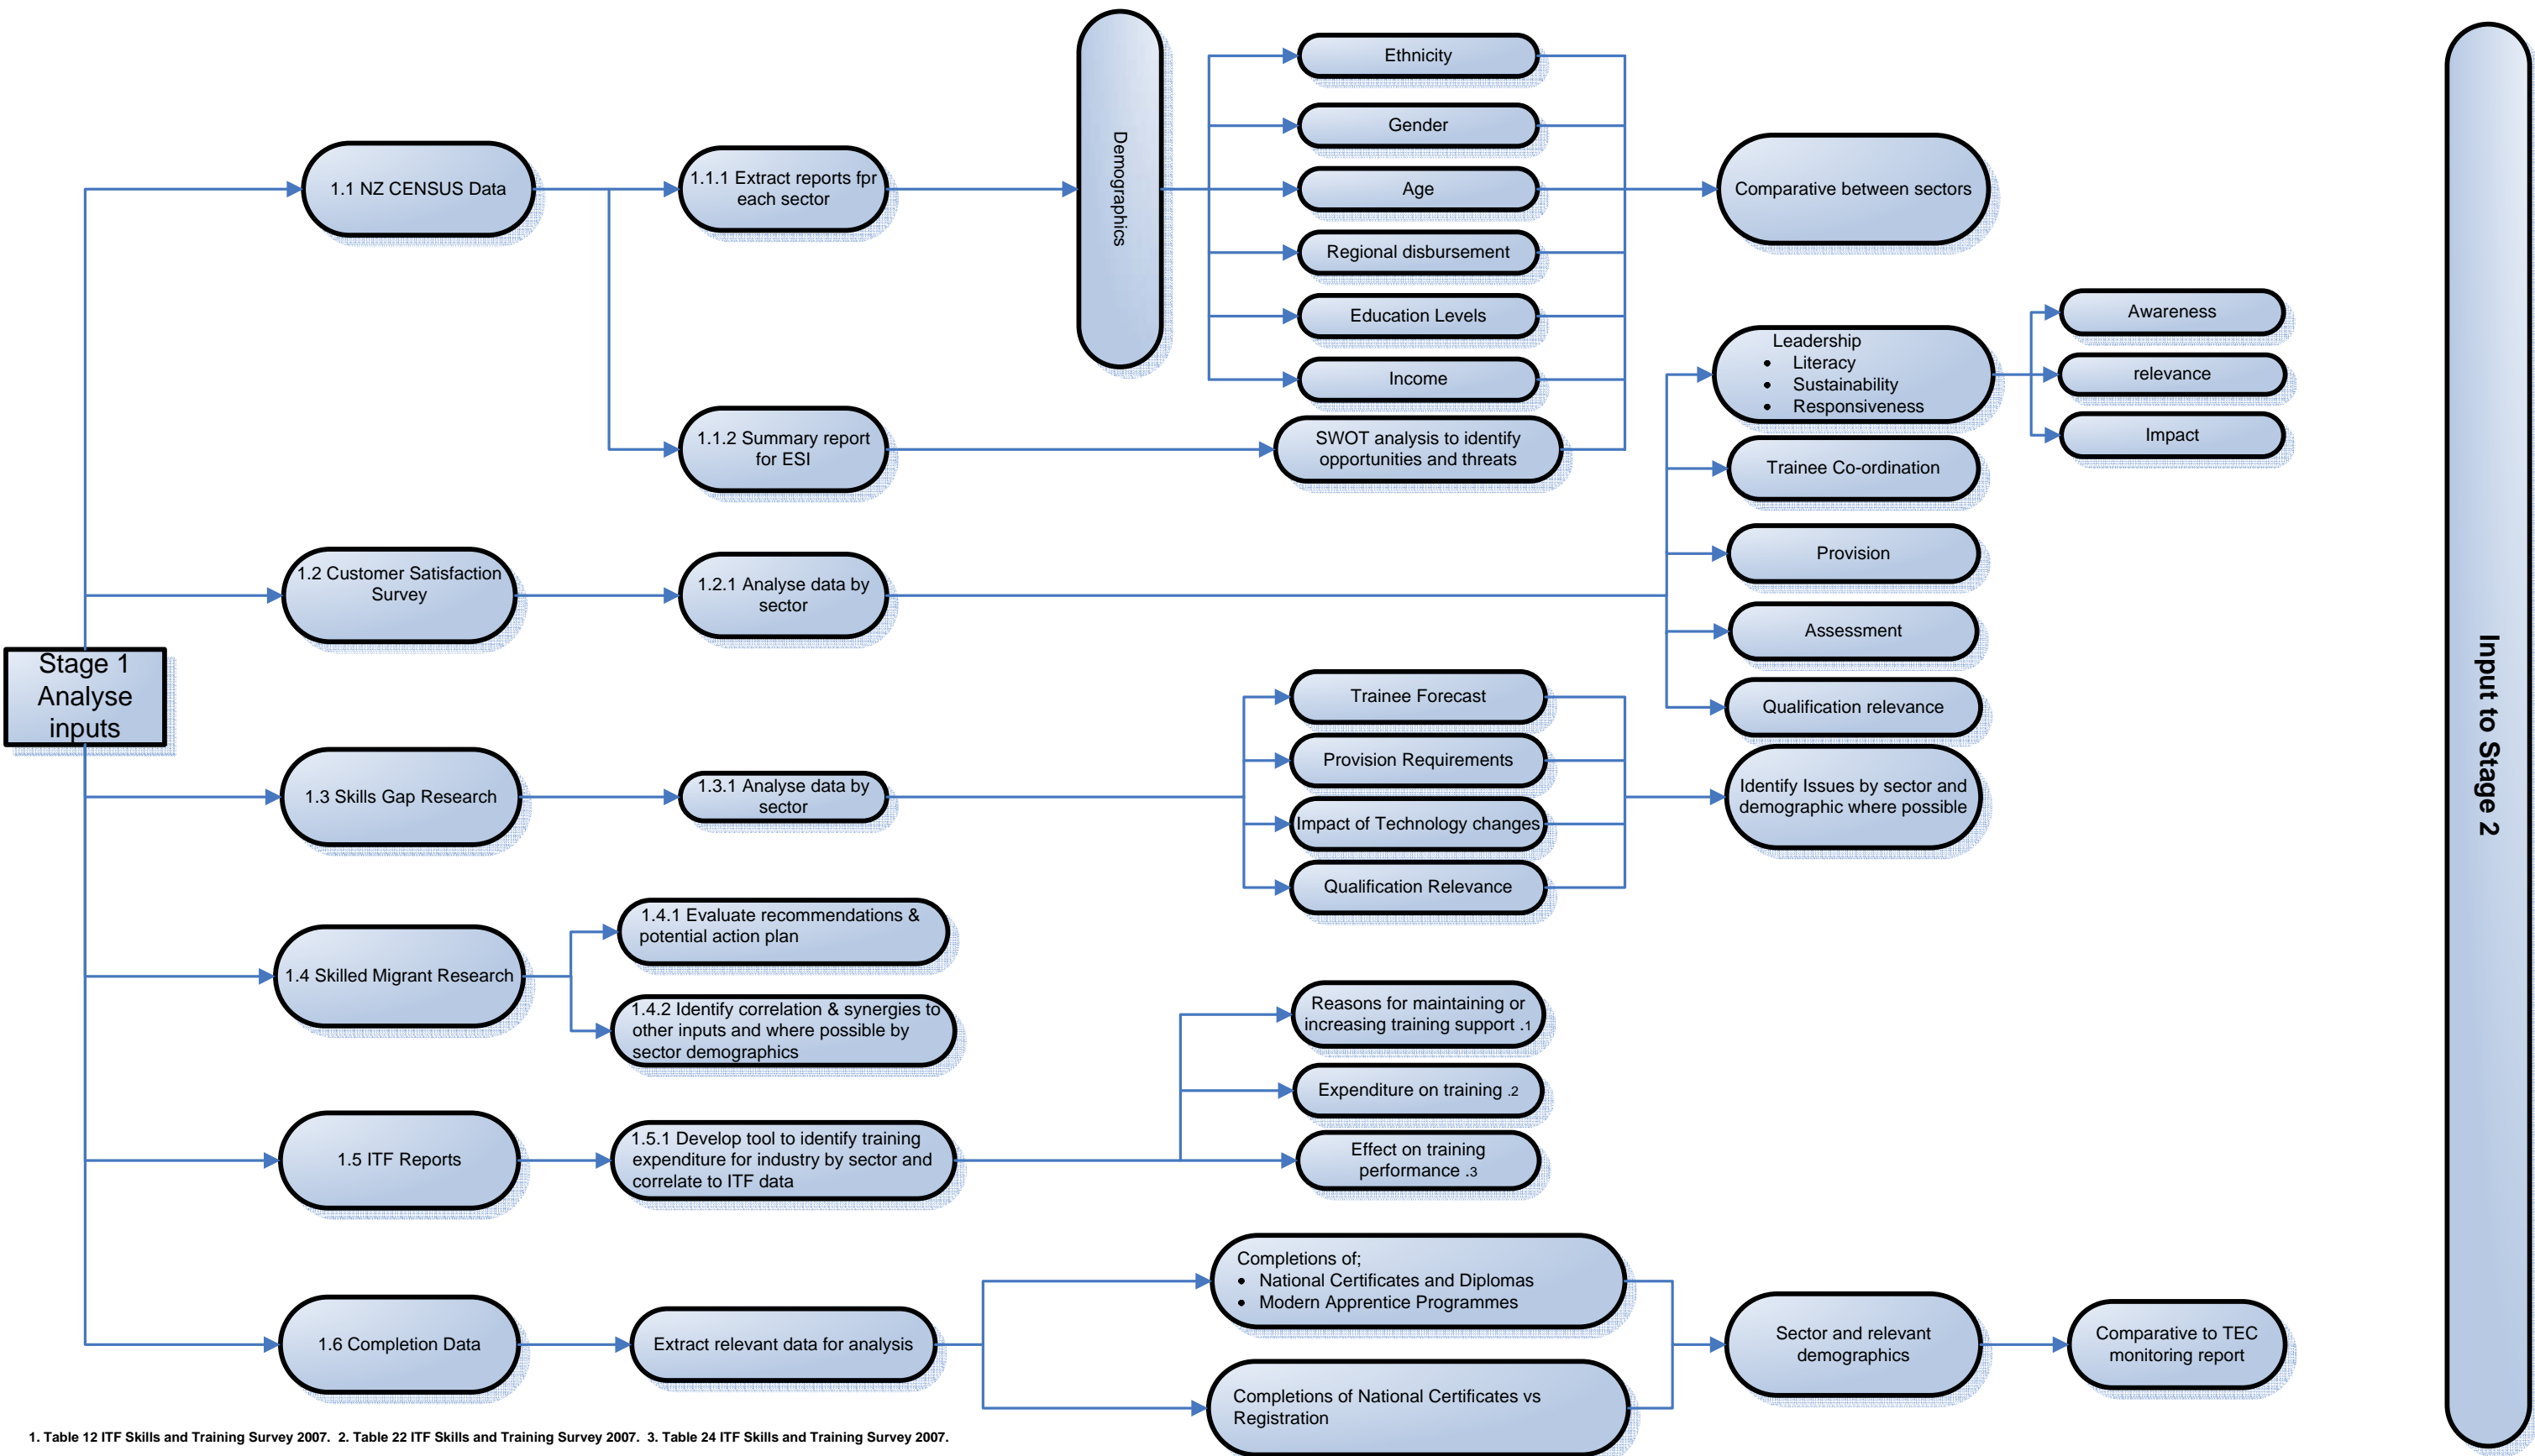 Stage 1
Analyse
inputs
1.1 NZ CENSUS Data
1.1.1 Extract reports fpr
each sector
Demographics
Ethnicity
Gender
Age
Regional disbursement
Education Levels
Income
Comparative between sectors
1.1.2 Summary report
for ESI
SWOT analysis to identify
opportunities and threats
1.2 Customer Satisfaction
Survey
1.2.1 Analyse data by
sector
Leadership
• Literacy
• Sustainability
• Responsiveness
Awareness
relevance
Impact
Trainee Co-ordination
Provision
Assessment
Qualification relevance
1.3 Skills Gap Research
1.3.1 Analyse data by
sector
Trainee Forecast
Provision Requirements
Impact of Technology changes
Qualification Relevance
Identify Issues by sector and
demographic where possible
1.4 Skilled Migrant Research
1.4.1 Evaluate recommendations &
potential action plan
1.4.2 Identify correlation & synergies to
other inputs and where possible by
sector demographics
1.5 ITF Reports
1.5.1 Develop tool to identify training
expenditure for industry by sector and
correlate to ITF data
Reasons for maintaining or
increasing training support .1
Expenditure on training .2
Effect on training
performance .3
1.6 Completion Data
Extract relevant data for analysis
Completions of;
• National Certificates and Diplomas
• Modern Apprentice Programmes
Completions of National Certificates vs
Registration
Sector and relevant
demographics
Comparative to TEC
monitoring report
Input to Stage 2
1. Table 12 ITF Skills and Training Survey 2007. 2. Table 22 ITF Skills and Training Survey 2007. 3. Table 24 ITF Skills and Training Survey 2007.